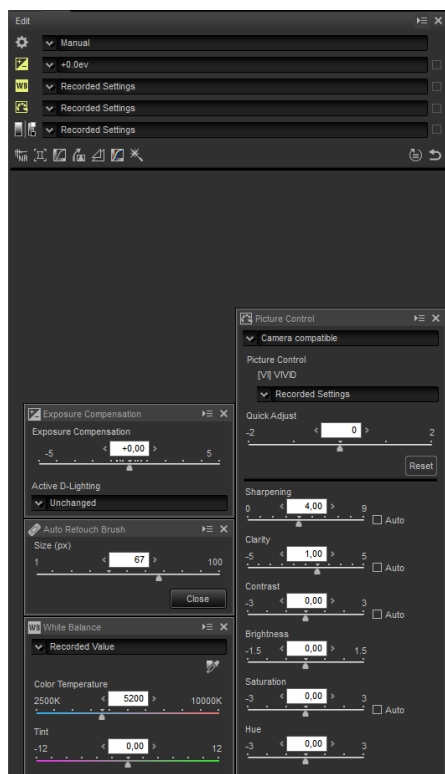 Edit
Manual
+0.0ev
WB Recorded Settings
Recorded Settings
Recorded Settings
NR
Exposure Compensation
Exposure Compensation
-5 +0,00 5
Active D-Lighting
Unchanged
Auto Retouch Brush
Size (px)
1 67 100
Close
WB White Balance
Recorded Value
Color Temperature
2500K 5200 10000K
Tint
-12 0,00 12
Picture Control
Camera compatible
Picture Control
[VI] VIVID
Recorded Settings
Quick Adjust
-2 0 2
Reset
Sharpening
0 4,00 9
Auto
Clarity
-5 1,00 5
Auto
Contrast
-3 0,00 3
Auto
Brightness
-1.5 0,00 1.5
Saturation
-3 0,00 3
Auto
Hue
-3 0,00 3